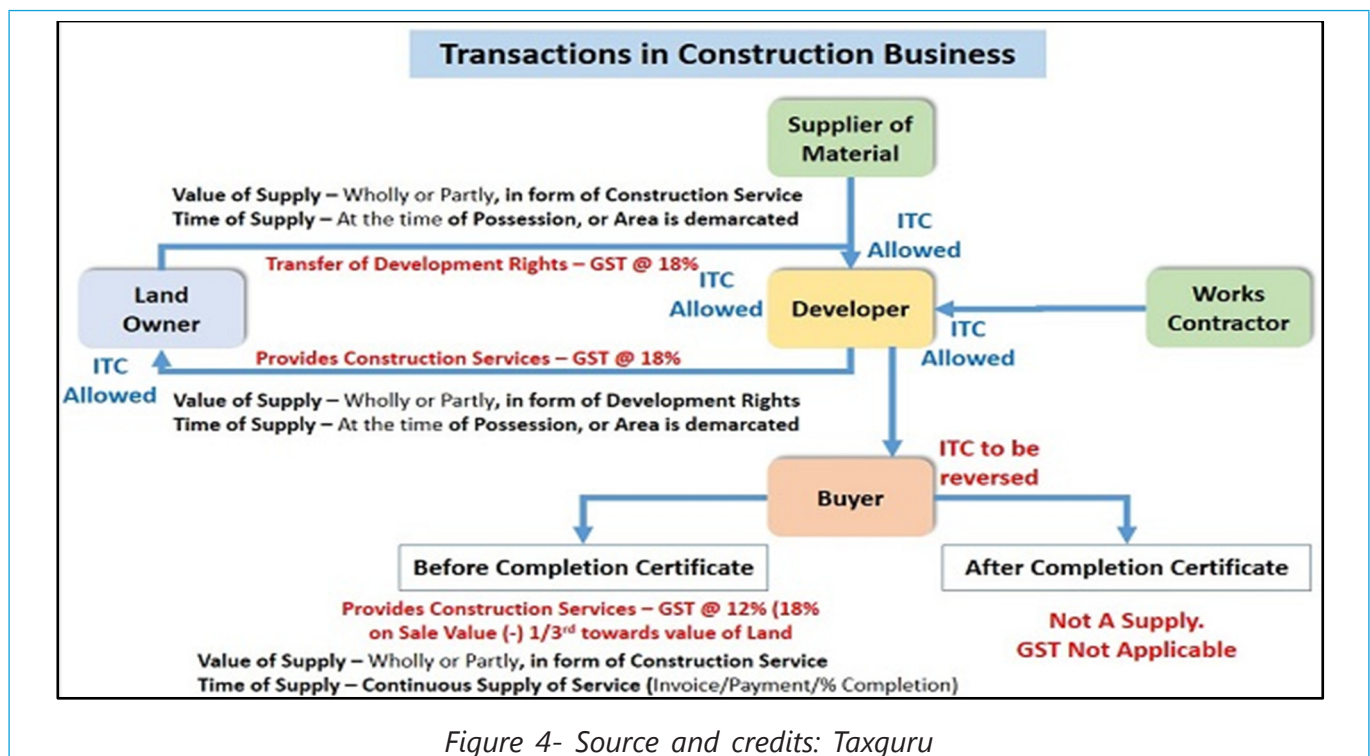 Transactions in Construction Business
Supplier of
Material
Value of Supply – Wholly or Partly, in form of Construction Service
Time of Supply – At the time of Possession, or Area is demarcated
ITC
Allowed
Transfer of Development Rights – GST @ 18%
Land
Owner
ITC
Allowed
Developer
Works
Contractor
ITC
Allowed
Provides Construction Services – GST @ 18%
ITC
Allowed
Value of Supply – Wholly or Partly, in form of Development Rights
Time of Supply – At the time of Possession, or Area is demarcated
ITC to be
reversed
Buyer
Before Completion Certificate
After Completion Certificate
Provides Construction Services – GST @ 12% (18%
on Sale Value (-) 1/3rd towards value of Land
Not A Supply.
GST Not Applicable
Value of Supply – Wholly or Partly, in form of Construction Service
Time of Supply – Continuous Supply of Service (Invoice/Payment/% Completion)
Figure 4- Source and credits: Taxguru